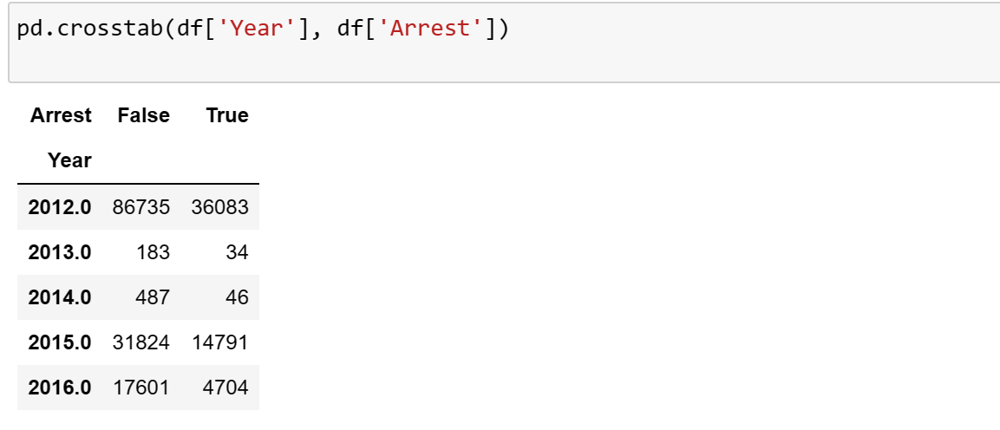 pd.crosstab(df['Year'], df['Arrest'])
Arrest False True
Year
2012.0 86735 36083
2013.0 183 34
2014.0 487 46
2015.0 31824 14791
2016.0 17601 4704